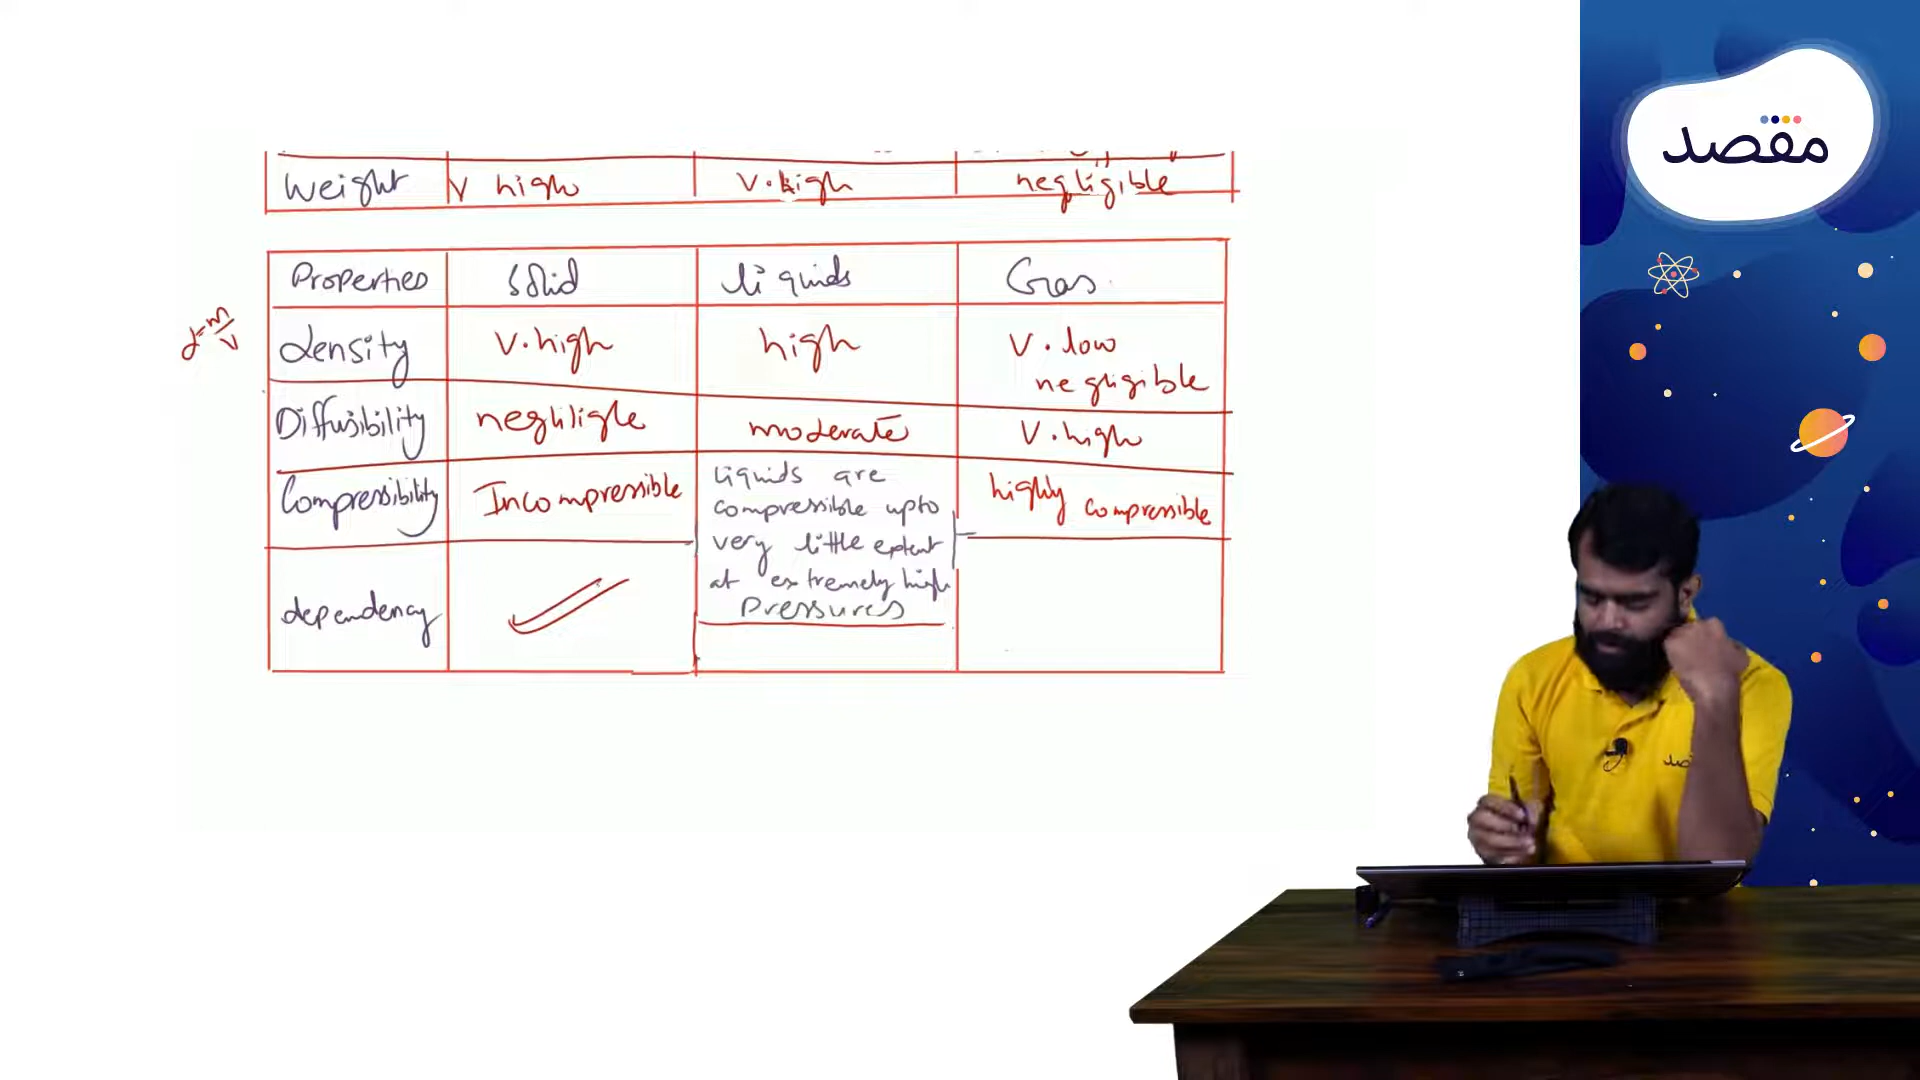 Weight V high V. high negligible
Properties Solid liquids Gas.
d=m/v
density V. high high V. low
negligible
Diffusibility negliligle moderate V. high
Compressibility Incompressible liquids are highly compressible
compressible upto
very little extent
at extremely high
Pressures
dependency
مقصد